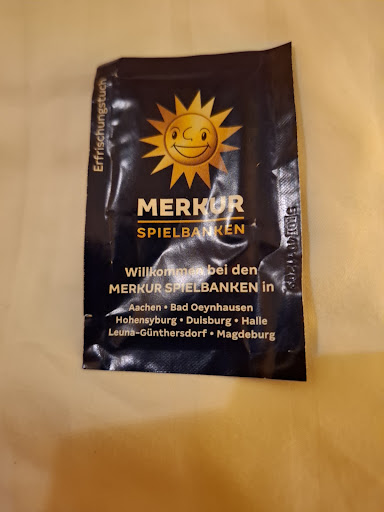 Erfrischungstuch
MERKUR
SPIELBANKEN
Willkommen bei den
MERKUR SPIELBANKEN in
Aachen • Bad Oeynhausen
Hohensyburg • Duisburg • Halle
Leuna-Günthersdorf • Magdeburg